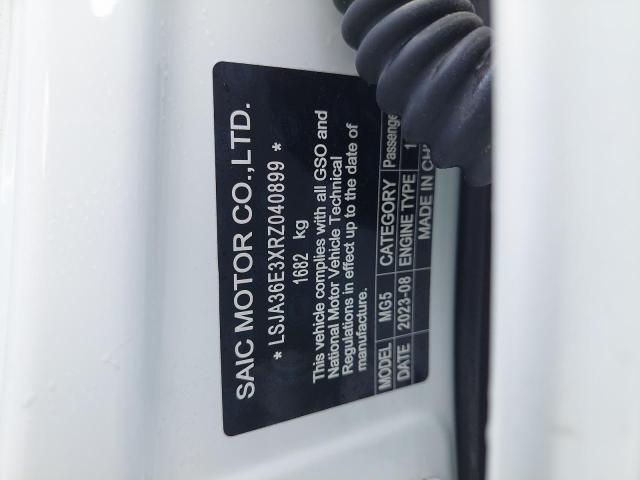 SAIC MOTOR CO.,LTD.
* LSJA36E3XRZ040899 *
1682 kg
This vehicle complies with all GSO and
National Motor Vehicle Technical
Regulations in effect up to the date of
manufacture.
MODEL MG5 CATEGORY
DATE 2023-08 ENGINE TYPE
MADE IN